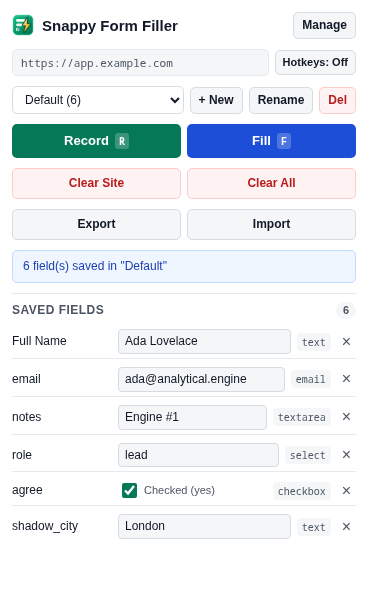 Snappy Form Filler Manage
https://app.example.com Hotkeys: Off
Default (6) + New Rename Del
Record R Fill F
Clear Site Clear All
Export Import
6 field(s) saved in "Default"
SAVED FIELDS 6
Full Name Ada Lovelace text ×
email ada@analytical.engine email ×
notes Engine #1 textarea ×
role lead select ×
agree Checked (yes) checkbox ×
shadow_city London text ×